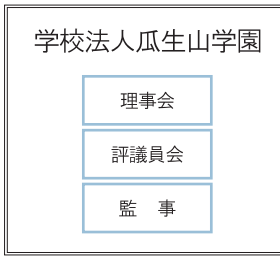 学校法人瓜生山学園
理事会
評議員会
監　事